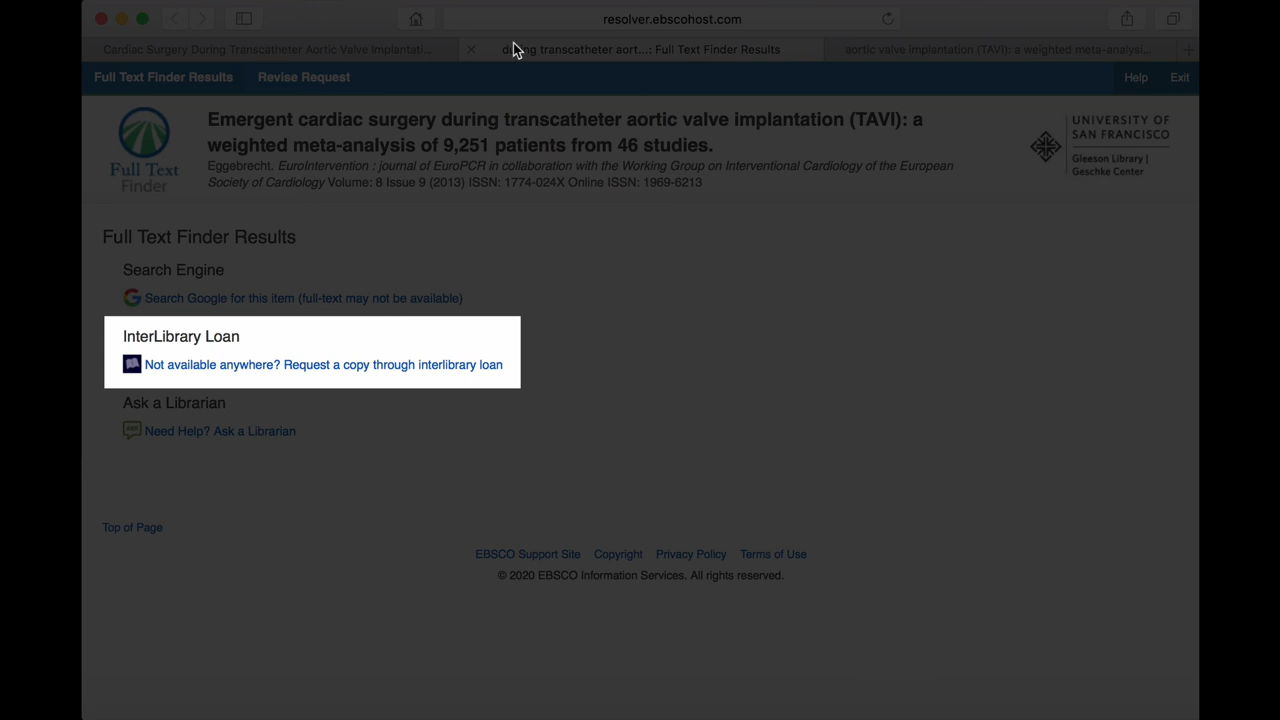 resolver.ebscohost.com
Cardiac Surgery During Transcatheter Aortic Valve Implantati...
during transcatheter aort...: Full Text Finder Results
aortic valve implantation (TAVI): a weighted meta-analysi...
Full Text Finder Results
Revise Request
Help
Exit
Full Text
Finder
Emergent cardiac surgery during transcatheter aortic valve implantation (TAVI): a
weighted meta-analysis of 9,251 patients from 46 studies.
Eggebrecht. EuroIntervention : journal of EuroPCR in collaboration with the Working Group on Interventional Cardiology of the European
Society of Cardiology Volume: 8 Issue 9 (2013) ISSN: 1774-024X Online ISSN: 1969-6213
UNIVERSITY OF
SAN FRANCISCO
Gleeson Library |
Geschke Center
Full Text Finder Results
Search Engine
Search Google for this item (full-text may not be available)
InterLibrary Loan
Not available anywhere? Request a copy through interlibrary loan
Ask a Librarian
Need Help? Ask a Librarian
Top of Page
EBSCO Support Site
Copyright
Privacy Policy
Terms of Use
© 2020 EBSCO Information Services. All rights reserved.